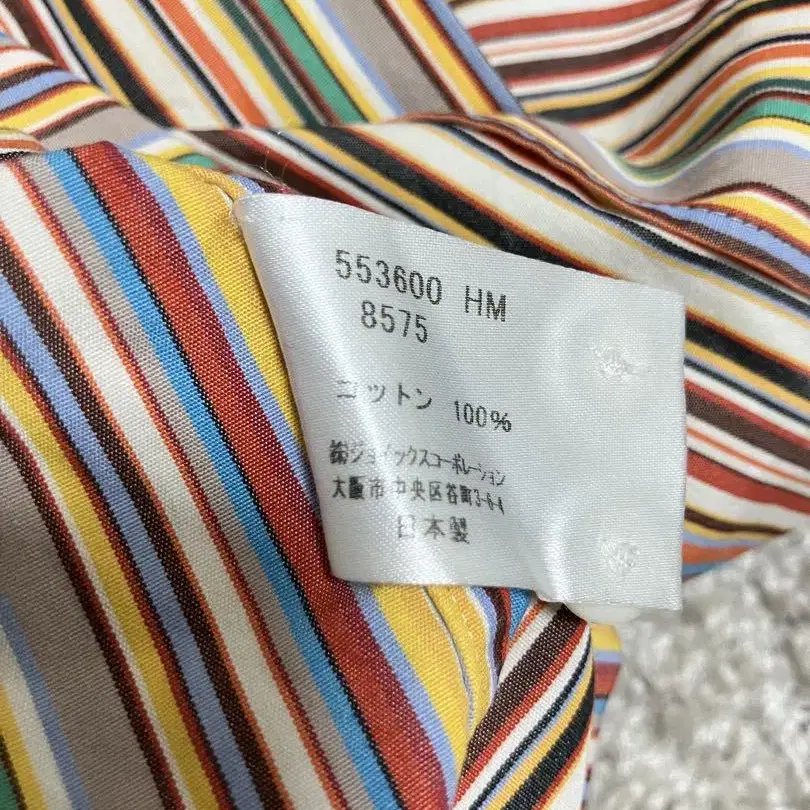 553600 HM
8575
コットン 100%
㈱ジョイックスコーポレーション
大阪市中央区谷町3-6-4
日本製